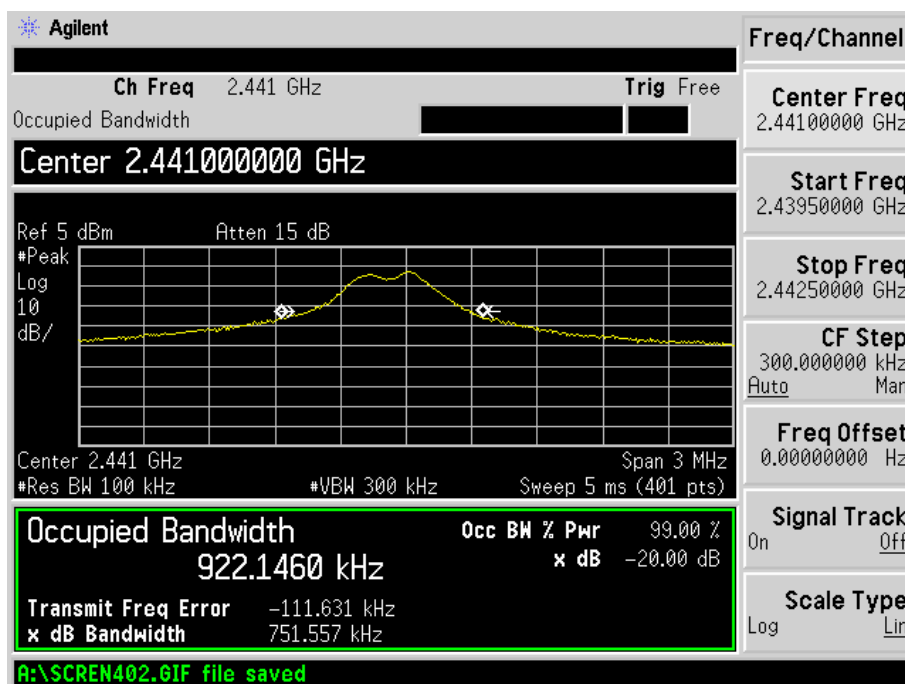 Agilent
Freq/Channel
Ch Freq 2.441 GHz Trig Free
Occupied Bandwidth
Center 2.441000000 GHz
Ref 5 dBm Atten 15 dB
#Peak
Log
10
dB/
Center 2.441 GHz Span 3 MHz
#Res BW 100 kHz #VBW 300 kHz Sweep 5 ms (401 pts)
Occupied Bandwidth
922.1460 kHz
Occ BW % Pwr 99.00 %
x dB -20.00 dB
Transmit Freq Error -111.631 kHz
x dB Bandwidth 751.557 kHz
A:\SCREN402.GIF file saved
Center Freq
2.44100000 GHz
Start Freq
2.43950000 GHz
Stop Freq
2.44250000 GHz
CF Step
300.000000 kHz
Auto Man
Freq Offset
0.00000000 Hz
Signal Track
On Off
Scale Type
Log Lin